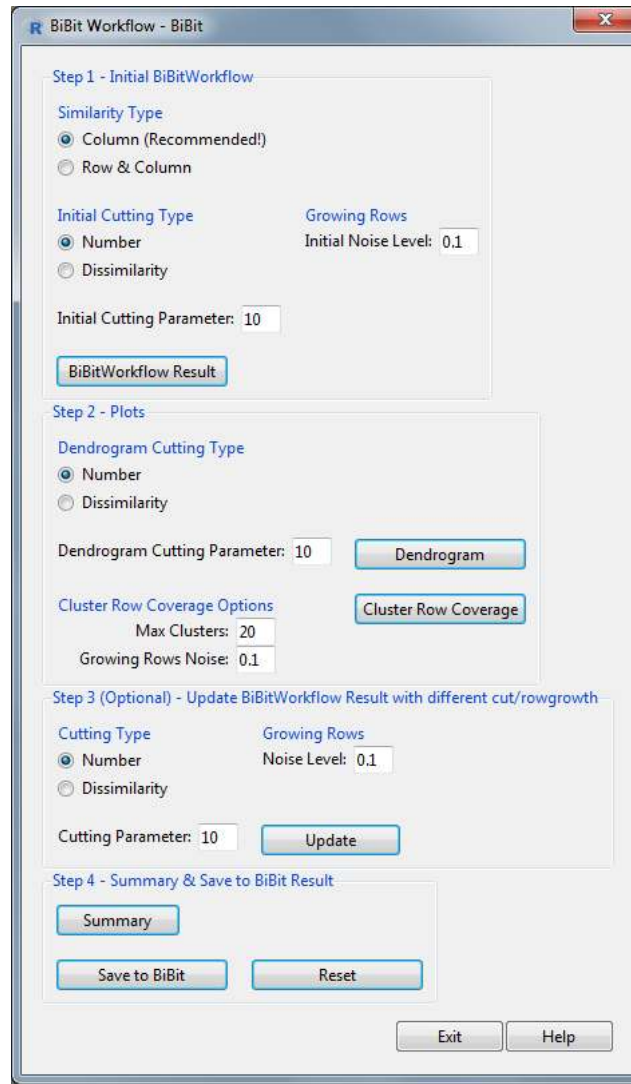 R BiBit Workflow - BiBit
Step 1 - Initial BiBitWorkflow
Similarity Type
Column (Recommended!)
Row & Column
Initial Cutting Type
Growing Rows
Number
Initial Noise Level: 0.1
Dissimilarity
Initial Cutting Parameter: 10
BiBitWorkflow Result
Step 2 - Plots
Dendrogram Cutting Type
Number
Dissimilarity
Dendrogram Cutting Parameter: 10
Dendrogram
Cluster Row Coverage Options
Cluster Row Coverage
Max Clusters: 20
Growing Rows Noise: 0.1
Step 3 (Optional) - Update BiBitWorkflow Result with different cut/rowgrowth
Cutting Type
Growing Rows
Number
Noise Level: 0.1
Dissimilarity
Cutting Parameter: 10
Update
Step 4 - Summary & Save to BiBit Result
Summary
Save to BiBit
Reset
Exit
Help